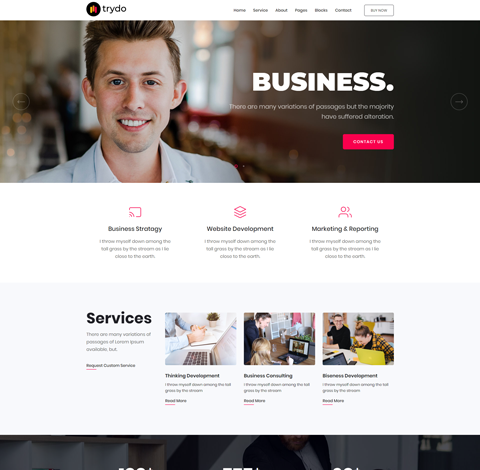 trydo
Home Service About Pages Blocks Contact BUY NOW
BUSINESS.
There are many variations of passages but the majority
have suffered alteration.
CONTACT US
Business Stratagy
I throw myself down among the
tall grass by the stream as I lie
close to the earth.
Website Development
I throw myself down among the
tall grass by the stream as I lie
close to the earth.
Marketing & Reporting
I throw myself down among the
tall grass by the stream as I lie
close to the earth.
Services
There are many variations of
passages of Lorem Ipsum
available, but.
Request Custom Service
Thinking Development
I throw myself down among the tall
grass by the stream
Read More
Business Consulting
I throw myself down among the tall
grass by the stream
Read More
Biseness Development
I throw myself down among the tall
grass by the stream
Read More